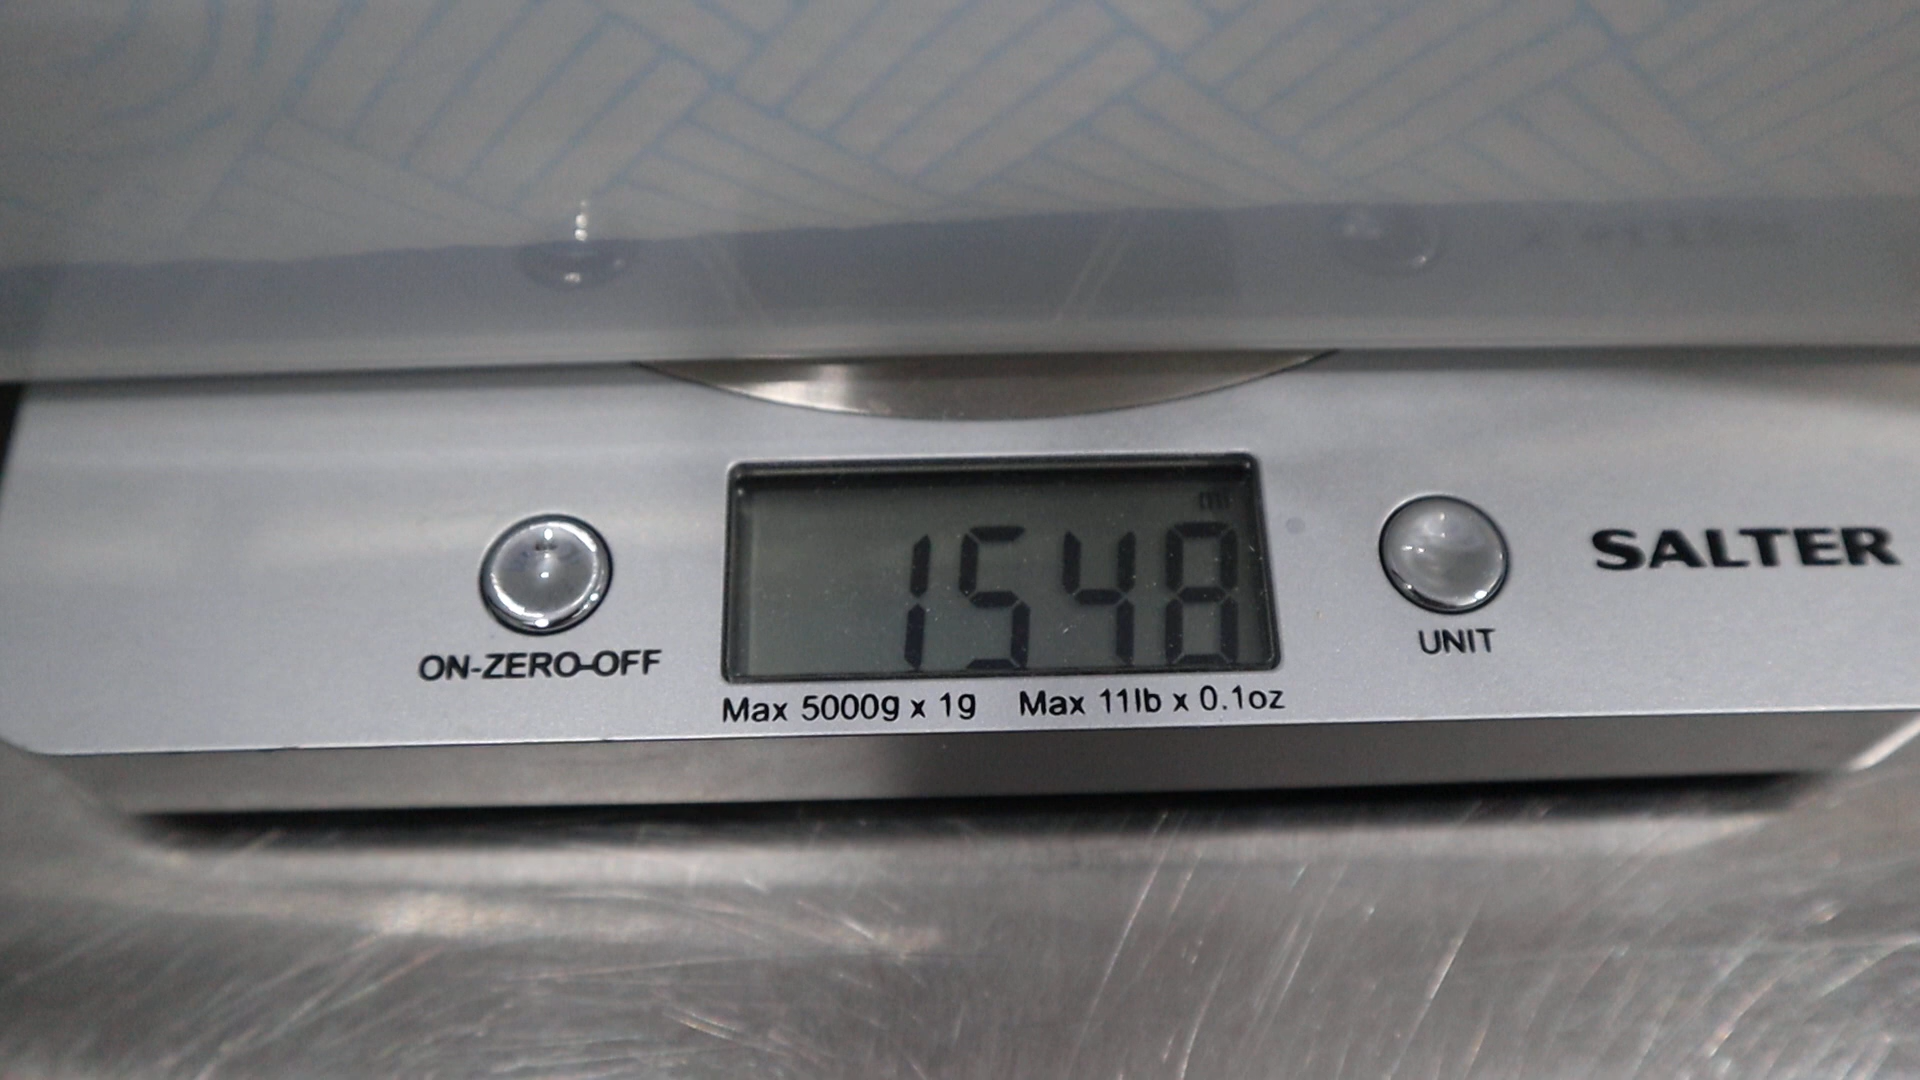 1548
SALTER
ON-ZERO-OFF
UNIT
Max 5000g x 1g Max 11lb x 0.1oz